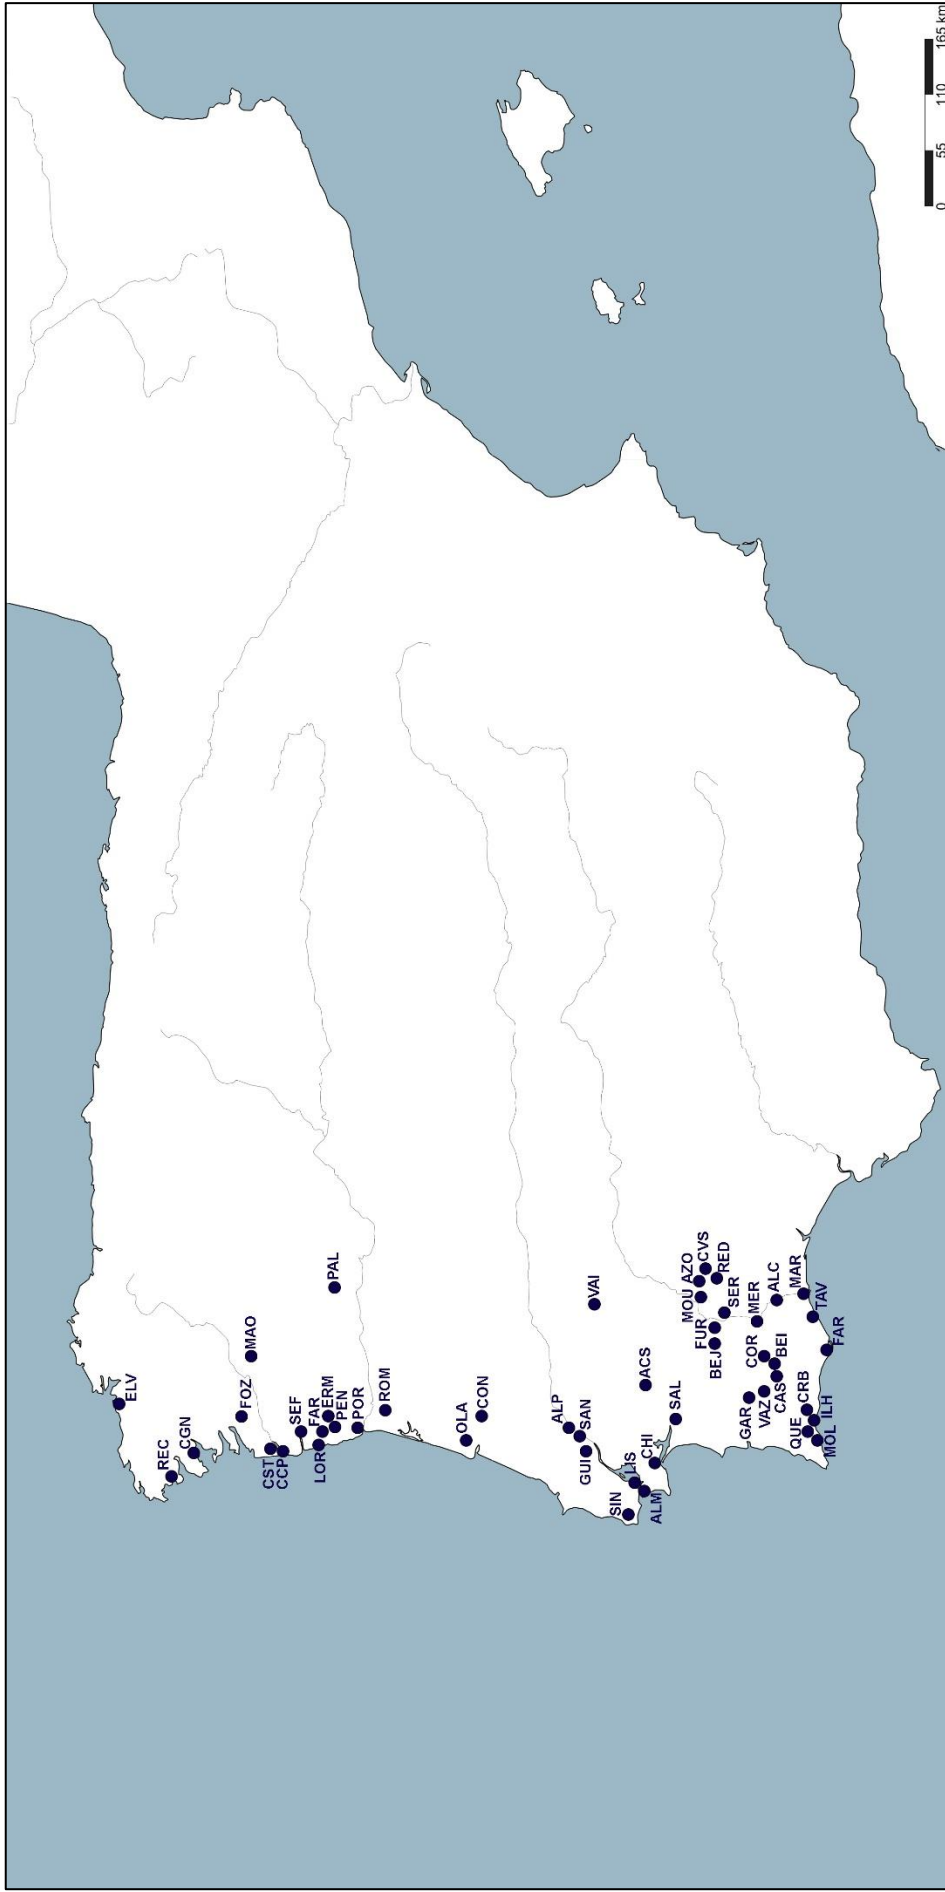 ELV
REC
CGN
MAO
FOZ
CST
CCP
SEF
FAR
LOR
ERM
PEN
PAL
POR
ROM
OLA
CON
ALP
SAN
GUI
VAI
SIN
LIS
ALM
CHI
ACS
SAL
MOU
AZO
CVS
RED
FUR
BEJ
SER
MER
GAR
COR
VAZ
BEI
ALC
CAS
MAR
QUE
CRB
TAV
MOL
ILH
FAR
0 55 110 165 km